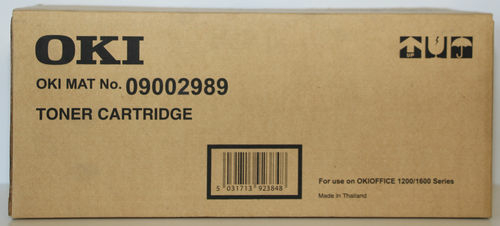 OKI
UP
OKI MAT No. 09002989
TONER CARTRIDGE
5 031713 923848
For use on OKIOFFICE 1200/1600 Series
Made in Thailand